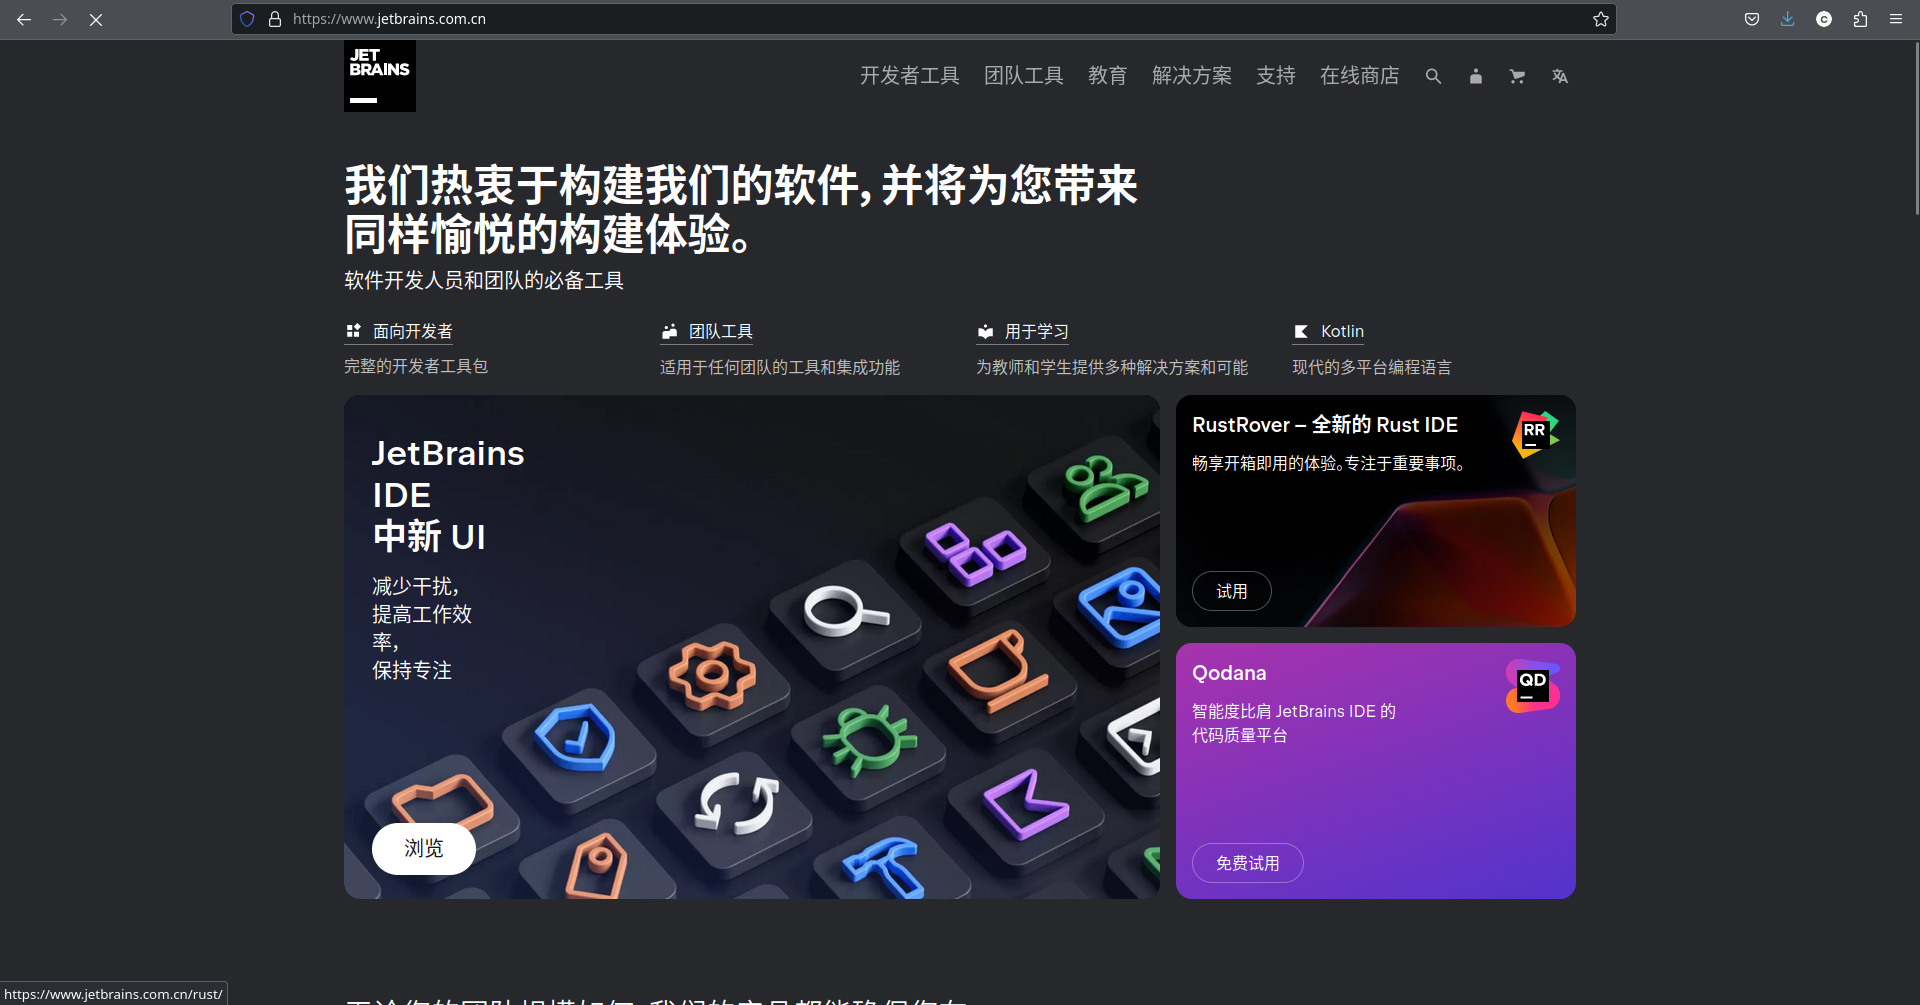 https://www.jetbrains.com.cn
JET
BRAINS
开发者工具 团队工具 教育 解决方案 支持 在线商店
我们热衷于构建我们的软件，并将为您带来
同样愉悦的构建体验。
软件开发人员和团队的必备工具
面向开发者
完整的开发者工具包
团队工具
适用于任何团队的工具和集成功能
用于学习
为教师和学生提供多种解决方案和可能
Kotlin
现代的多平台编程语言
JetBrains
IDE
中新 UI
减少干扰，
提高工作效
率，
保持专注
浏览
RustRover – 全新的 Rust IDE
RR
畅享开箱即用的体验。专注于重要事项。
试用
Qodana
QD
智能度比肩 JetBrains IDE 的
代码质量平台
免费试用
https://www.jetbrains.com.cn/rust/